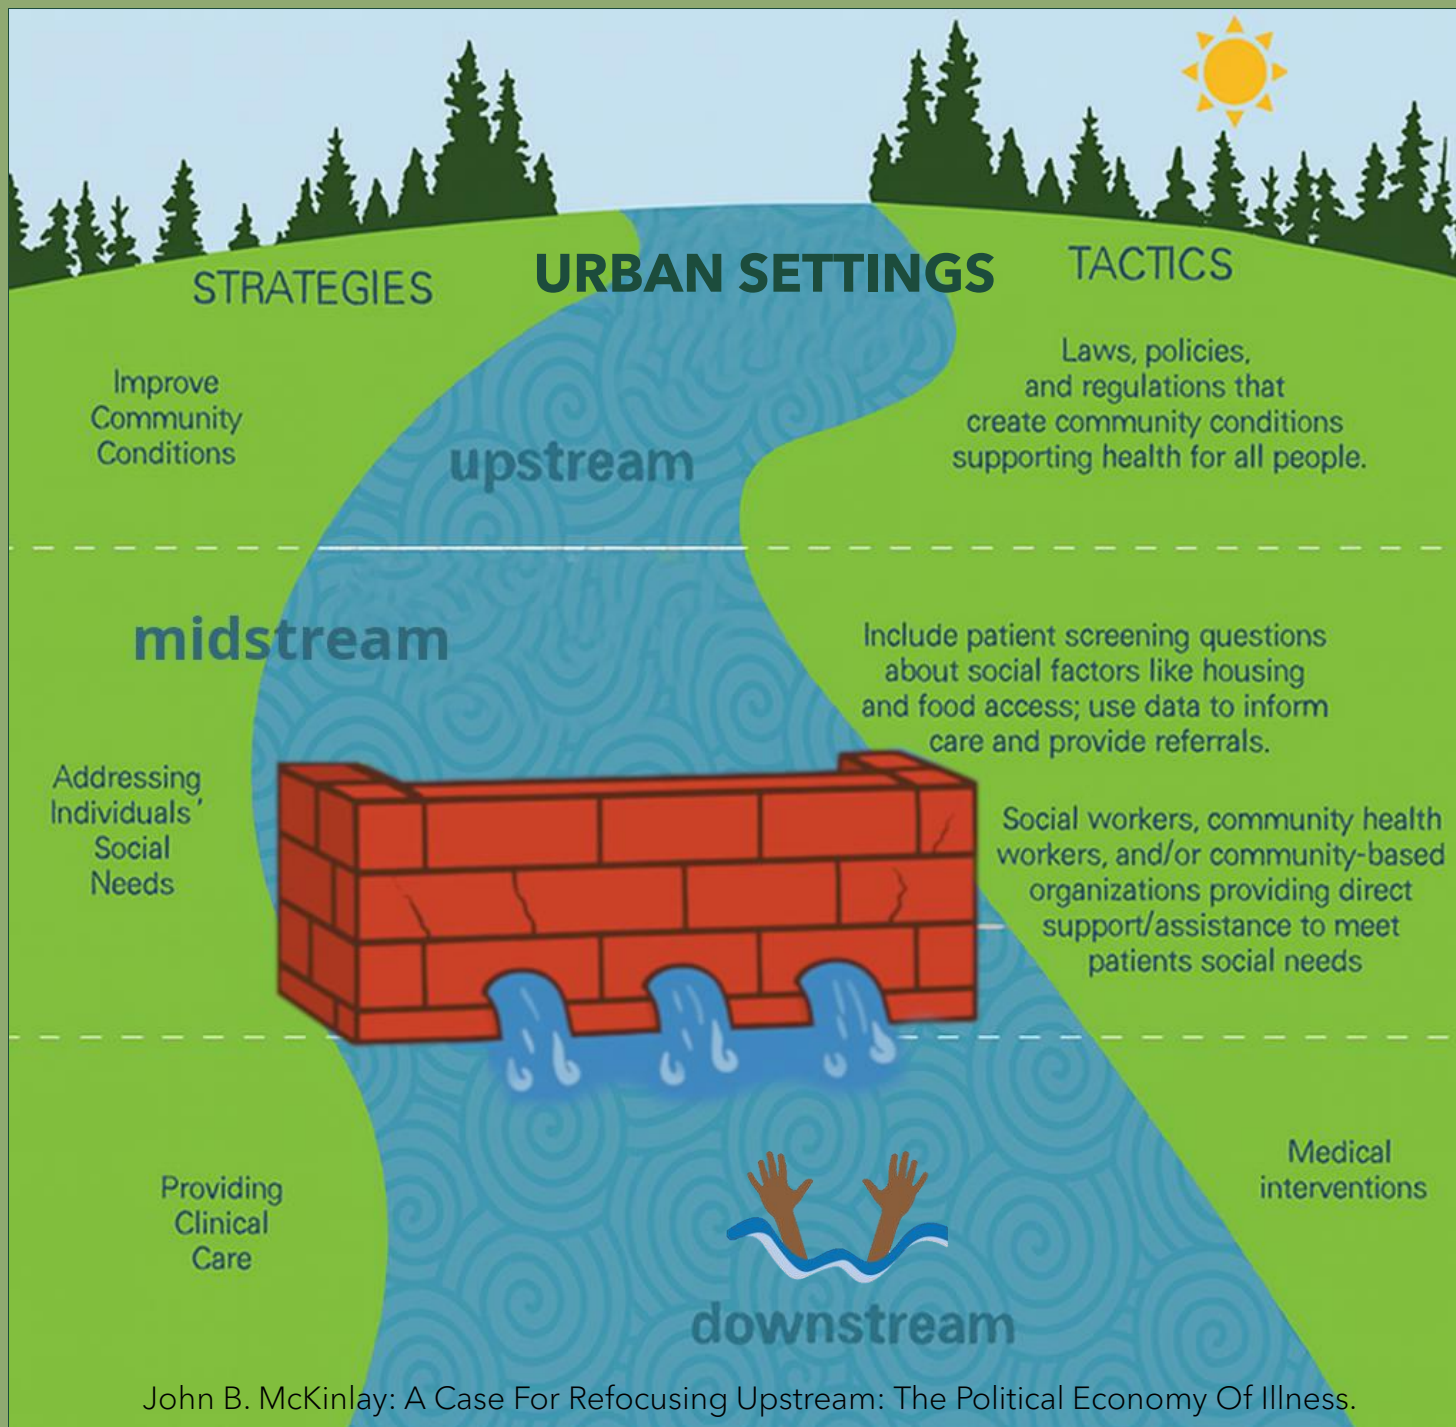 URBAN SETTINGS
STRATEGIES
TACTICS
Improve
Community
Conditions
upstream
Laws, policies,
and regulations that
create community conditions
supporting health for all people.
midstream
Addressing
Individuals’
Social
Needs
Include patient screening questions
about social factors like housing
and food access; use data to inform
care and provide referrals.
Social workers, community health
workers, and/or community-based
organizations providing direct
support/assistance to meet
patients social needs
Providing
Clinical
Care
downstream
Medical
interventions
John B. McKinlay: A Case For Refocusing Upstream: The Political Economy Of Illness.